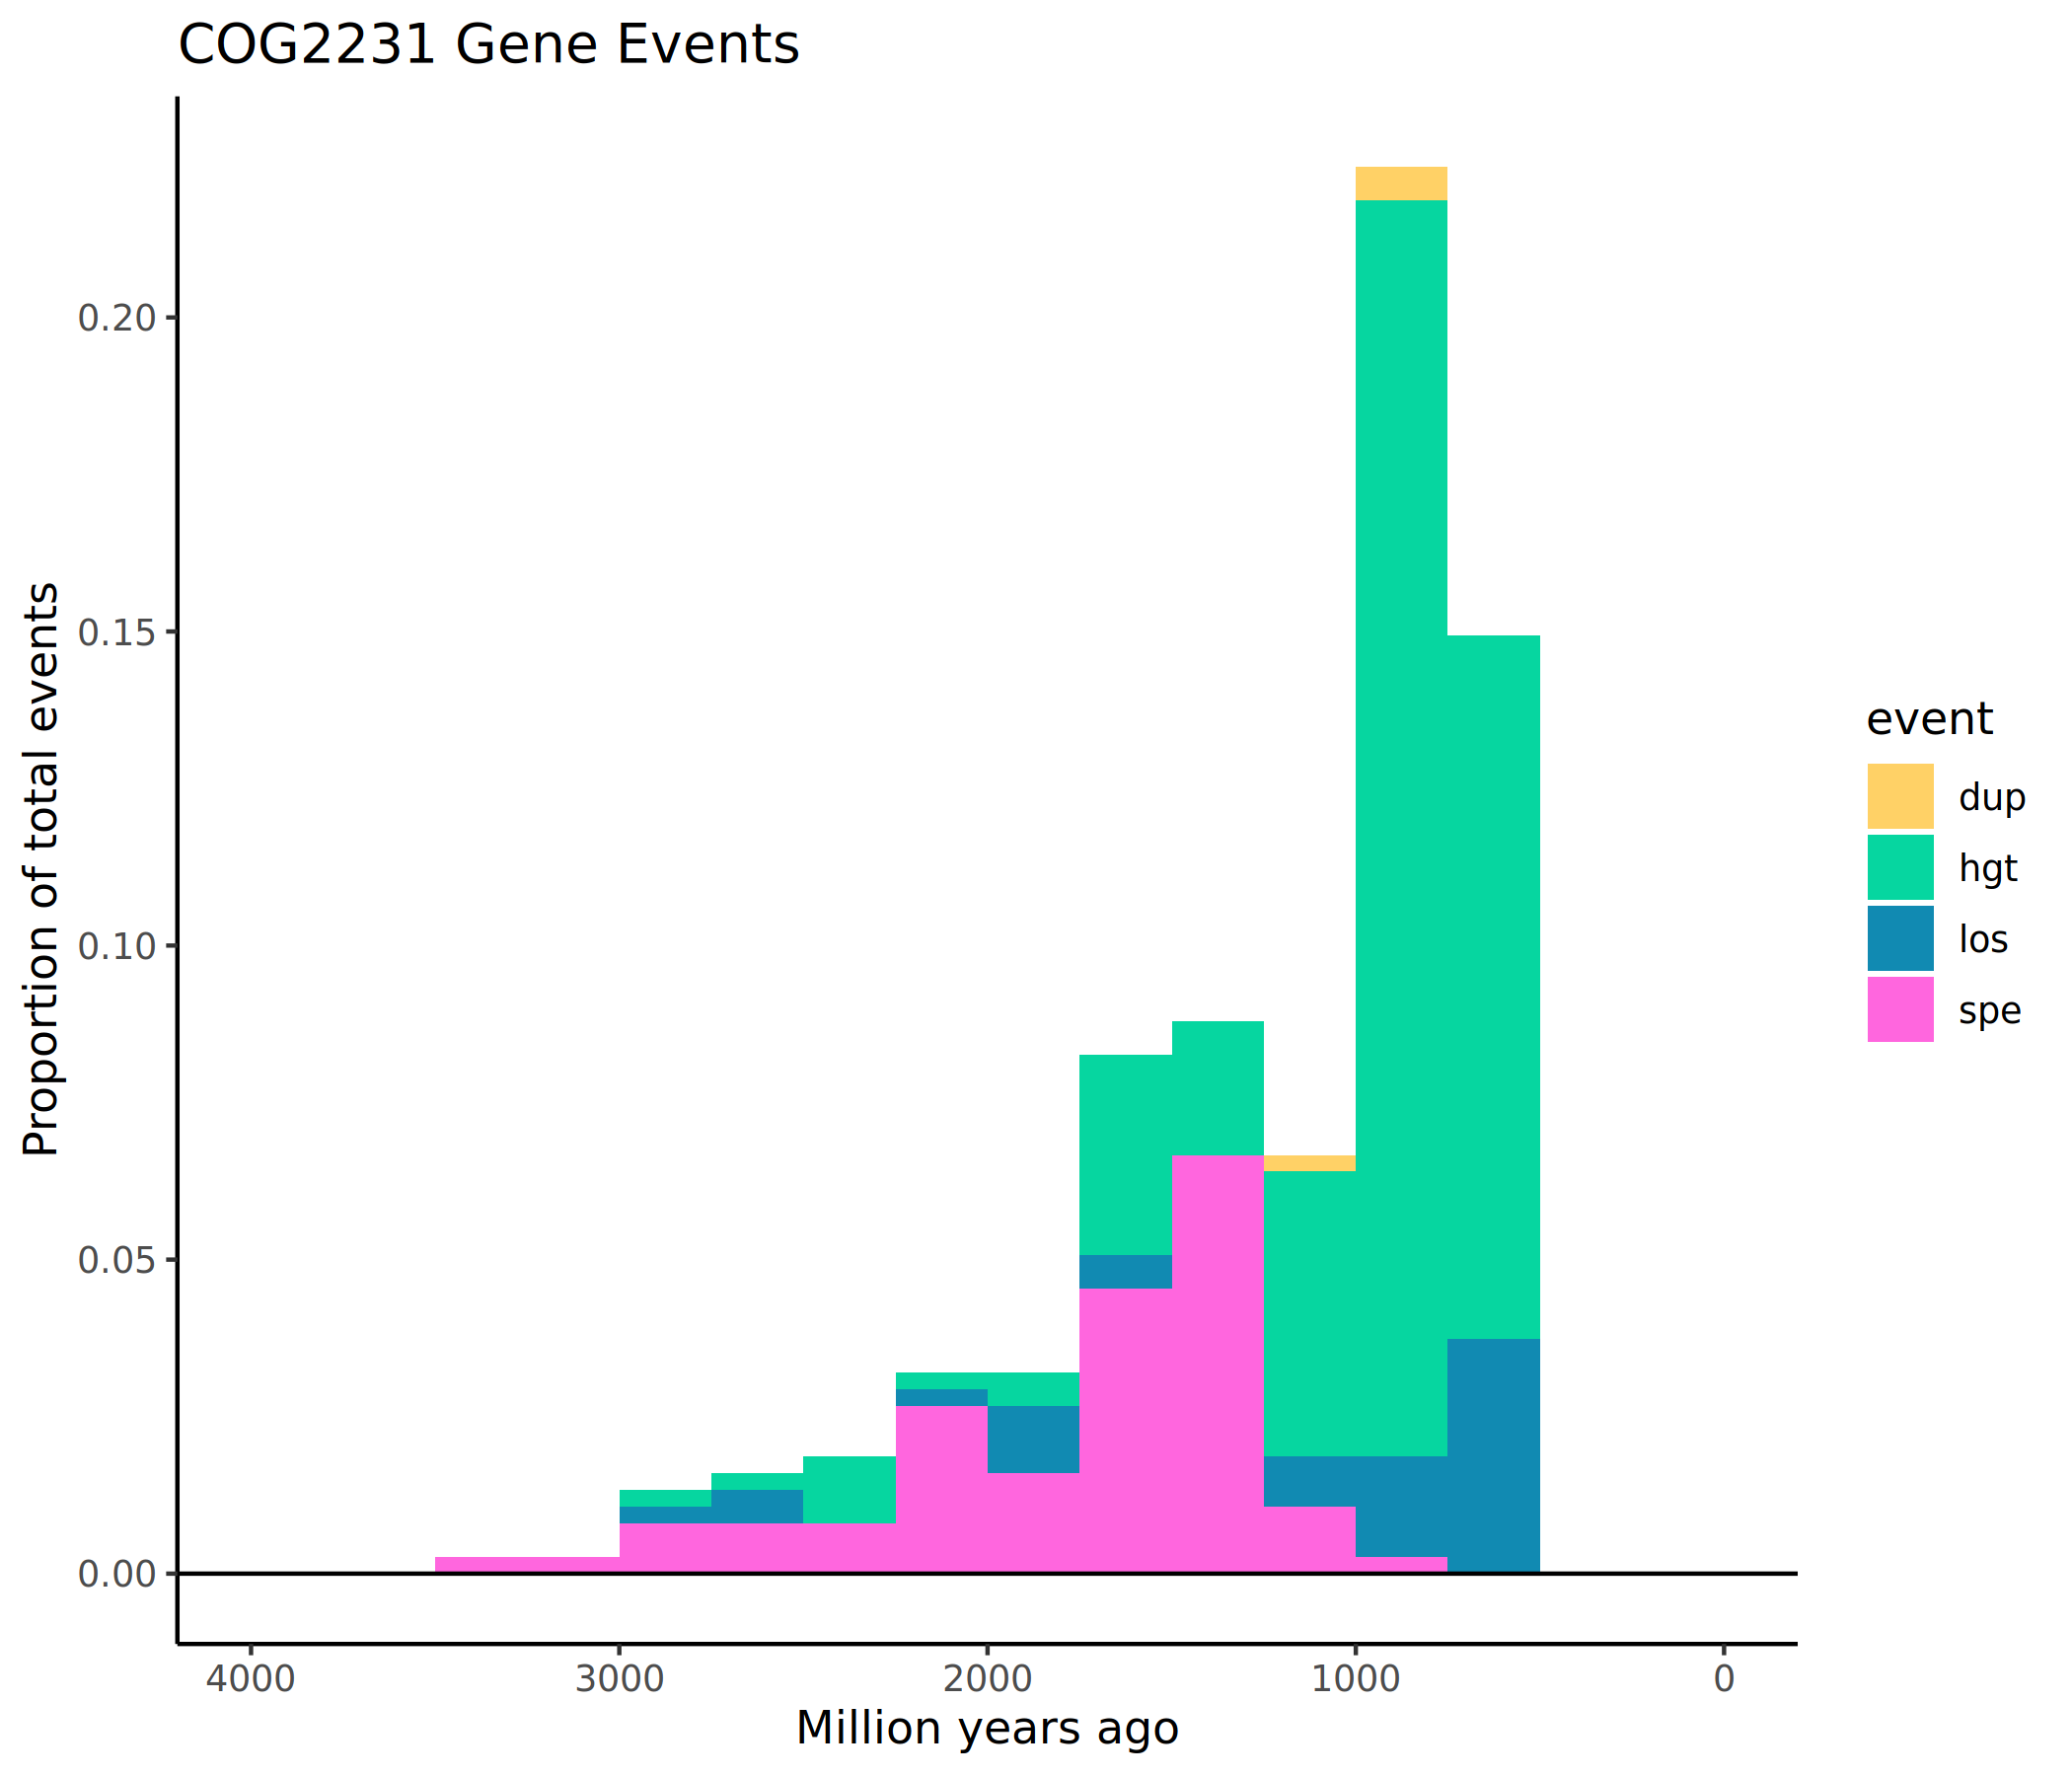 COG2231 Gene Events
Proportion of total events
0.20
0.15
0.10
0.05
0.00
4000 3000 2000 1000 0
Million years ago
event
dup
hgt
los
spe